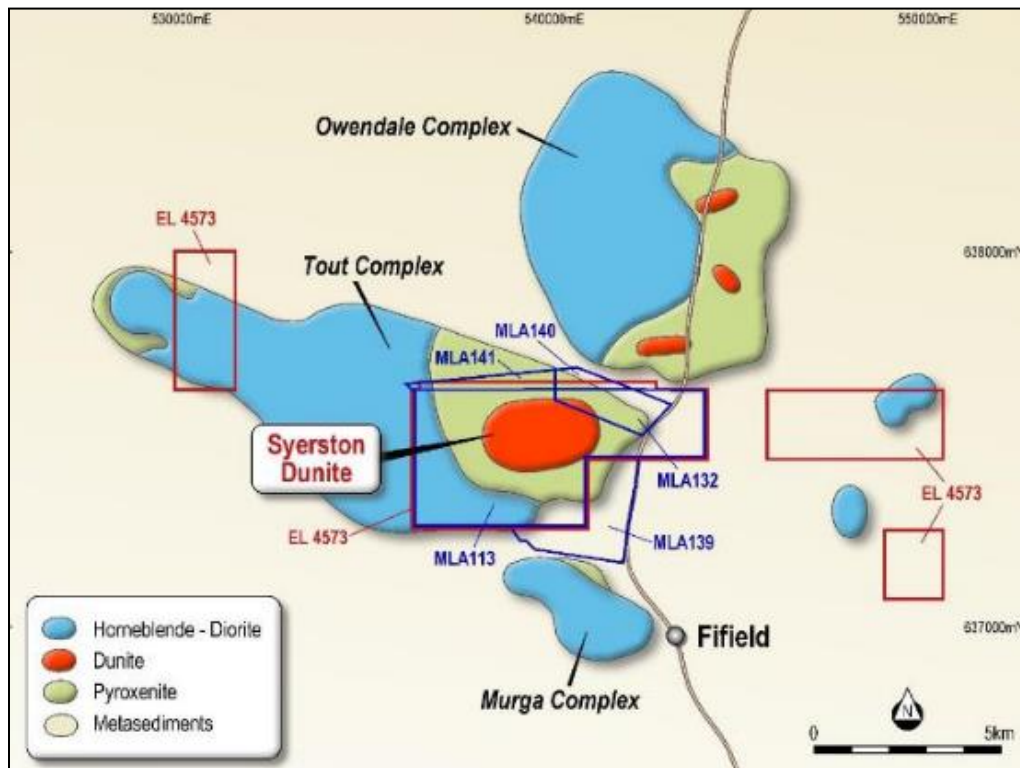 530000mE
540000mE
550000mE
Owendale Complex
EL 4573
638000mN
Tout Complex
MLA140
MLA141
Syerston
Dunite
MLA132
EL 4573
EL 4573
MLA113
MLA139
Horneblende - Diorite
Dunite
Pyroxenite
Metasediments
637000mN
Fifield
Murga Complex
N
0
5km